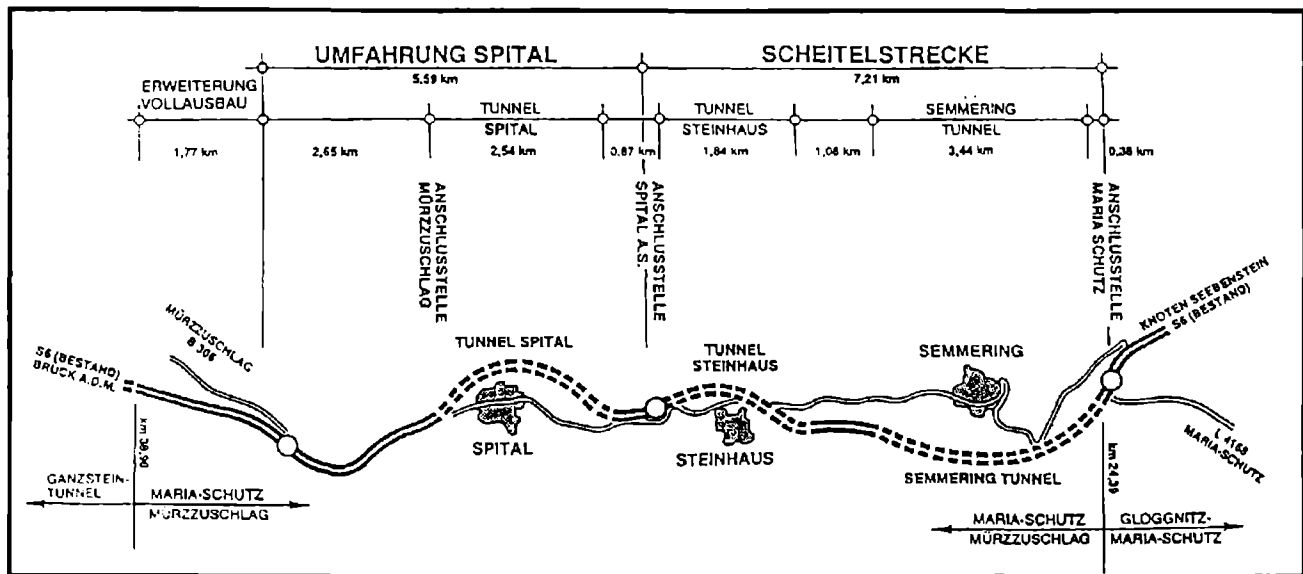 UMFAHRUNG SPITAL
SCHEITELSTRECKE
5,59 km
7,21 km
ERWEITERUNG
VOLLAUSBAU
TUNNEL
SPITAL
TUNNEL
STEINHAUS
SEMMERING
TUNNEL
1,77 km
2,65 km
2,54 km
0,87 km
1,84 km
1,08 km
3,44 km
0,38 km
ANSCHLUSSTELLE
MÜRZZUSCHLAG
ANSCHLUSSTELLE
SPITAL A.S.
ANSCHLUSSTELLE
MARIA SCHUTZ
MÜRZZUSCHLAG
B 306
S6 (BESTAND)
BRUCK A.D.M.
TUNNEL SPITAL
TUNNEL
STEINHAUS
SEMMERING
KNOTEN SEEBENSTEIN
S6 (BESTAND)
SPITAL
STEINHAUS
SEMMERING TUNNEL
L 4168
MARIA-SCHUTZ
km 38,90
km 24,39
GANZSTEIN-
TUNNEL
MARIA-SCHUTZ
MÜRZZUSCHLAG
MARIA-SCHUTZ
MÜRZZUSCHLAG
GLOGGNITZ-
MARIA-SCHUTZ